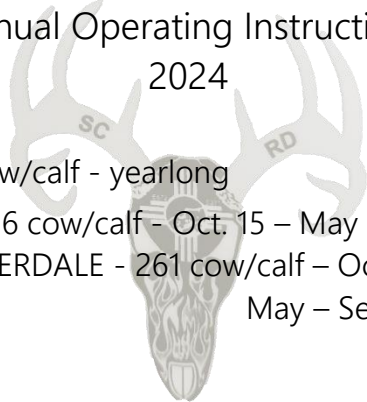 nual Operating Instructi
2024
SC RD
w/calf - yearlong
6 cow/calf - Oct. 15 – May
ERDALE - 261 cow/calf – Oc
May – Se